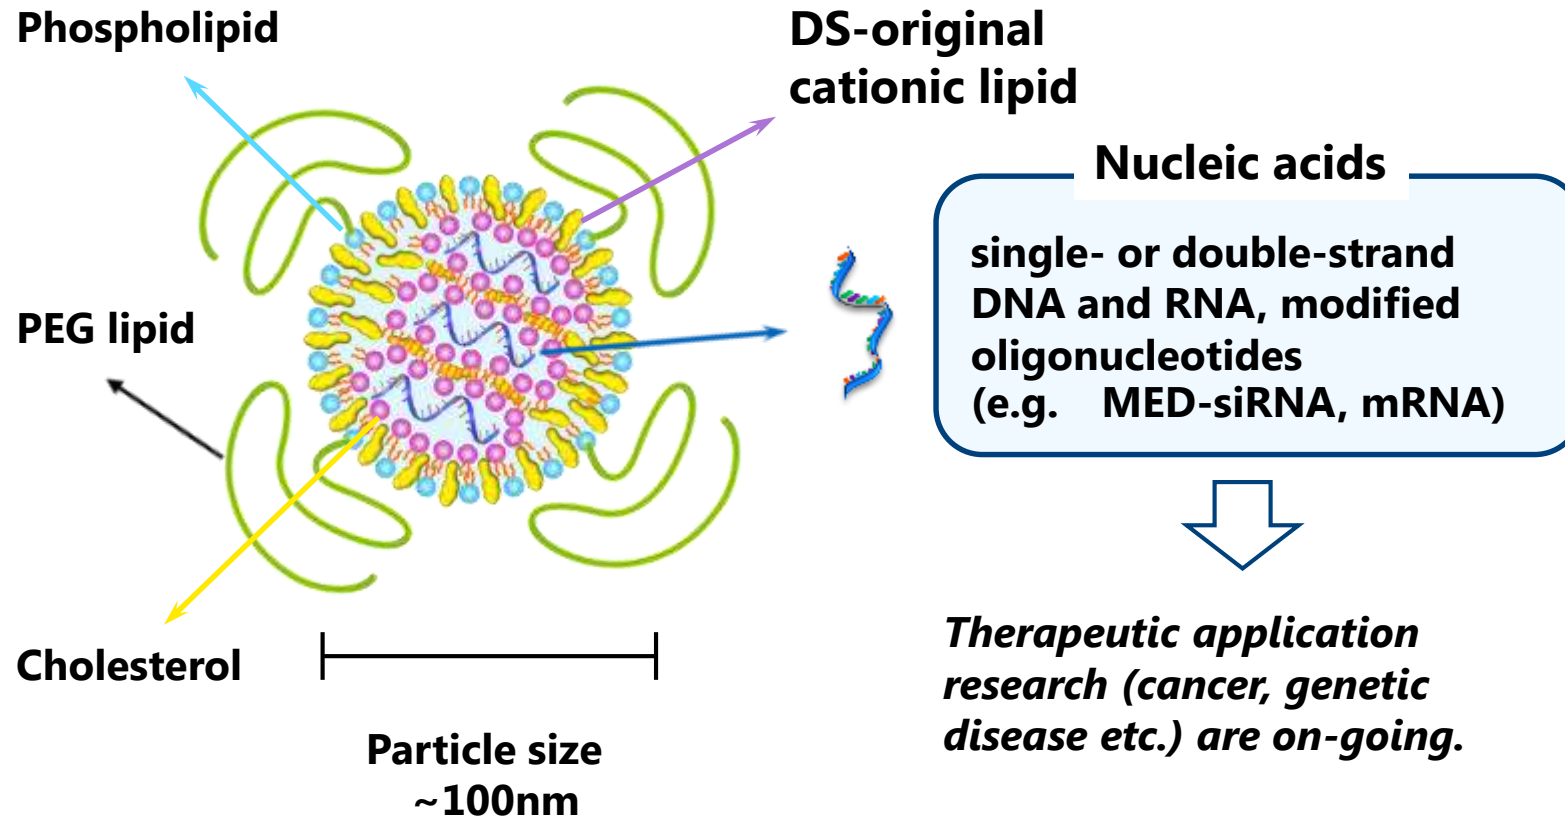 Phospholipid
DS-original
cationic lipid
Nucleic acids
single- or double-strand
DNA and RNA, modified
oligonucleotides
(e.g. MED-siRNA, mRNA)
PEG lipid
Cholesterol
Therapeutic application
research (cancer, genetic
disease etc.) are on-going.
Particle size
~100nm